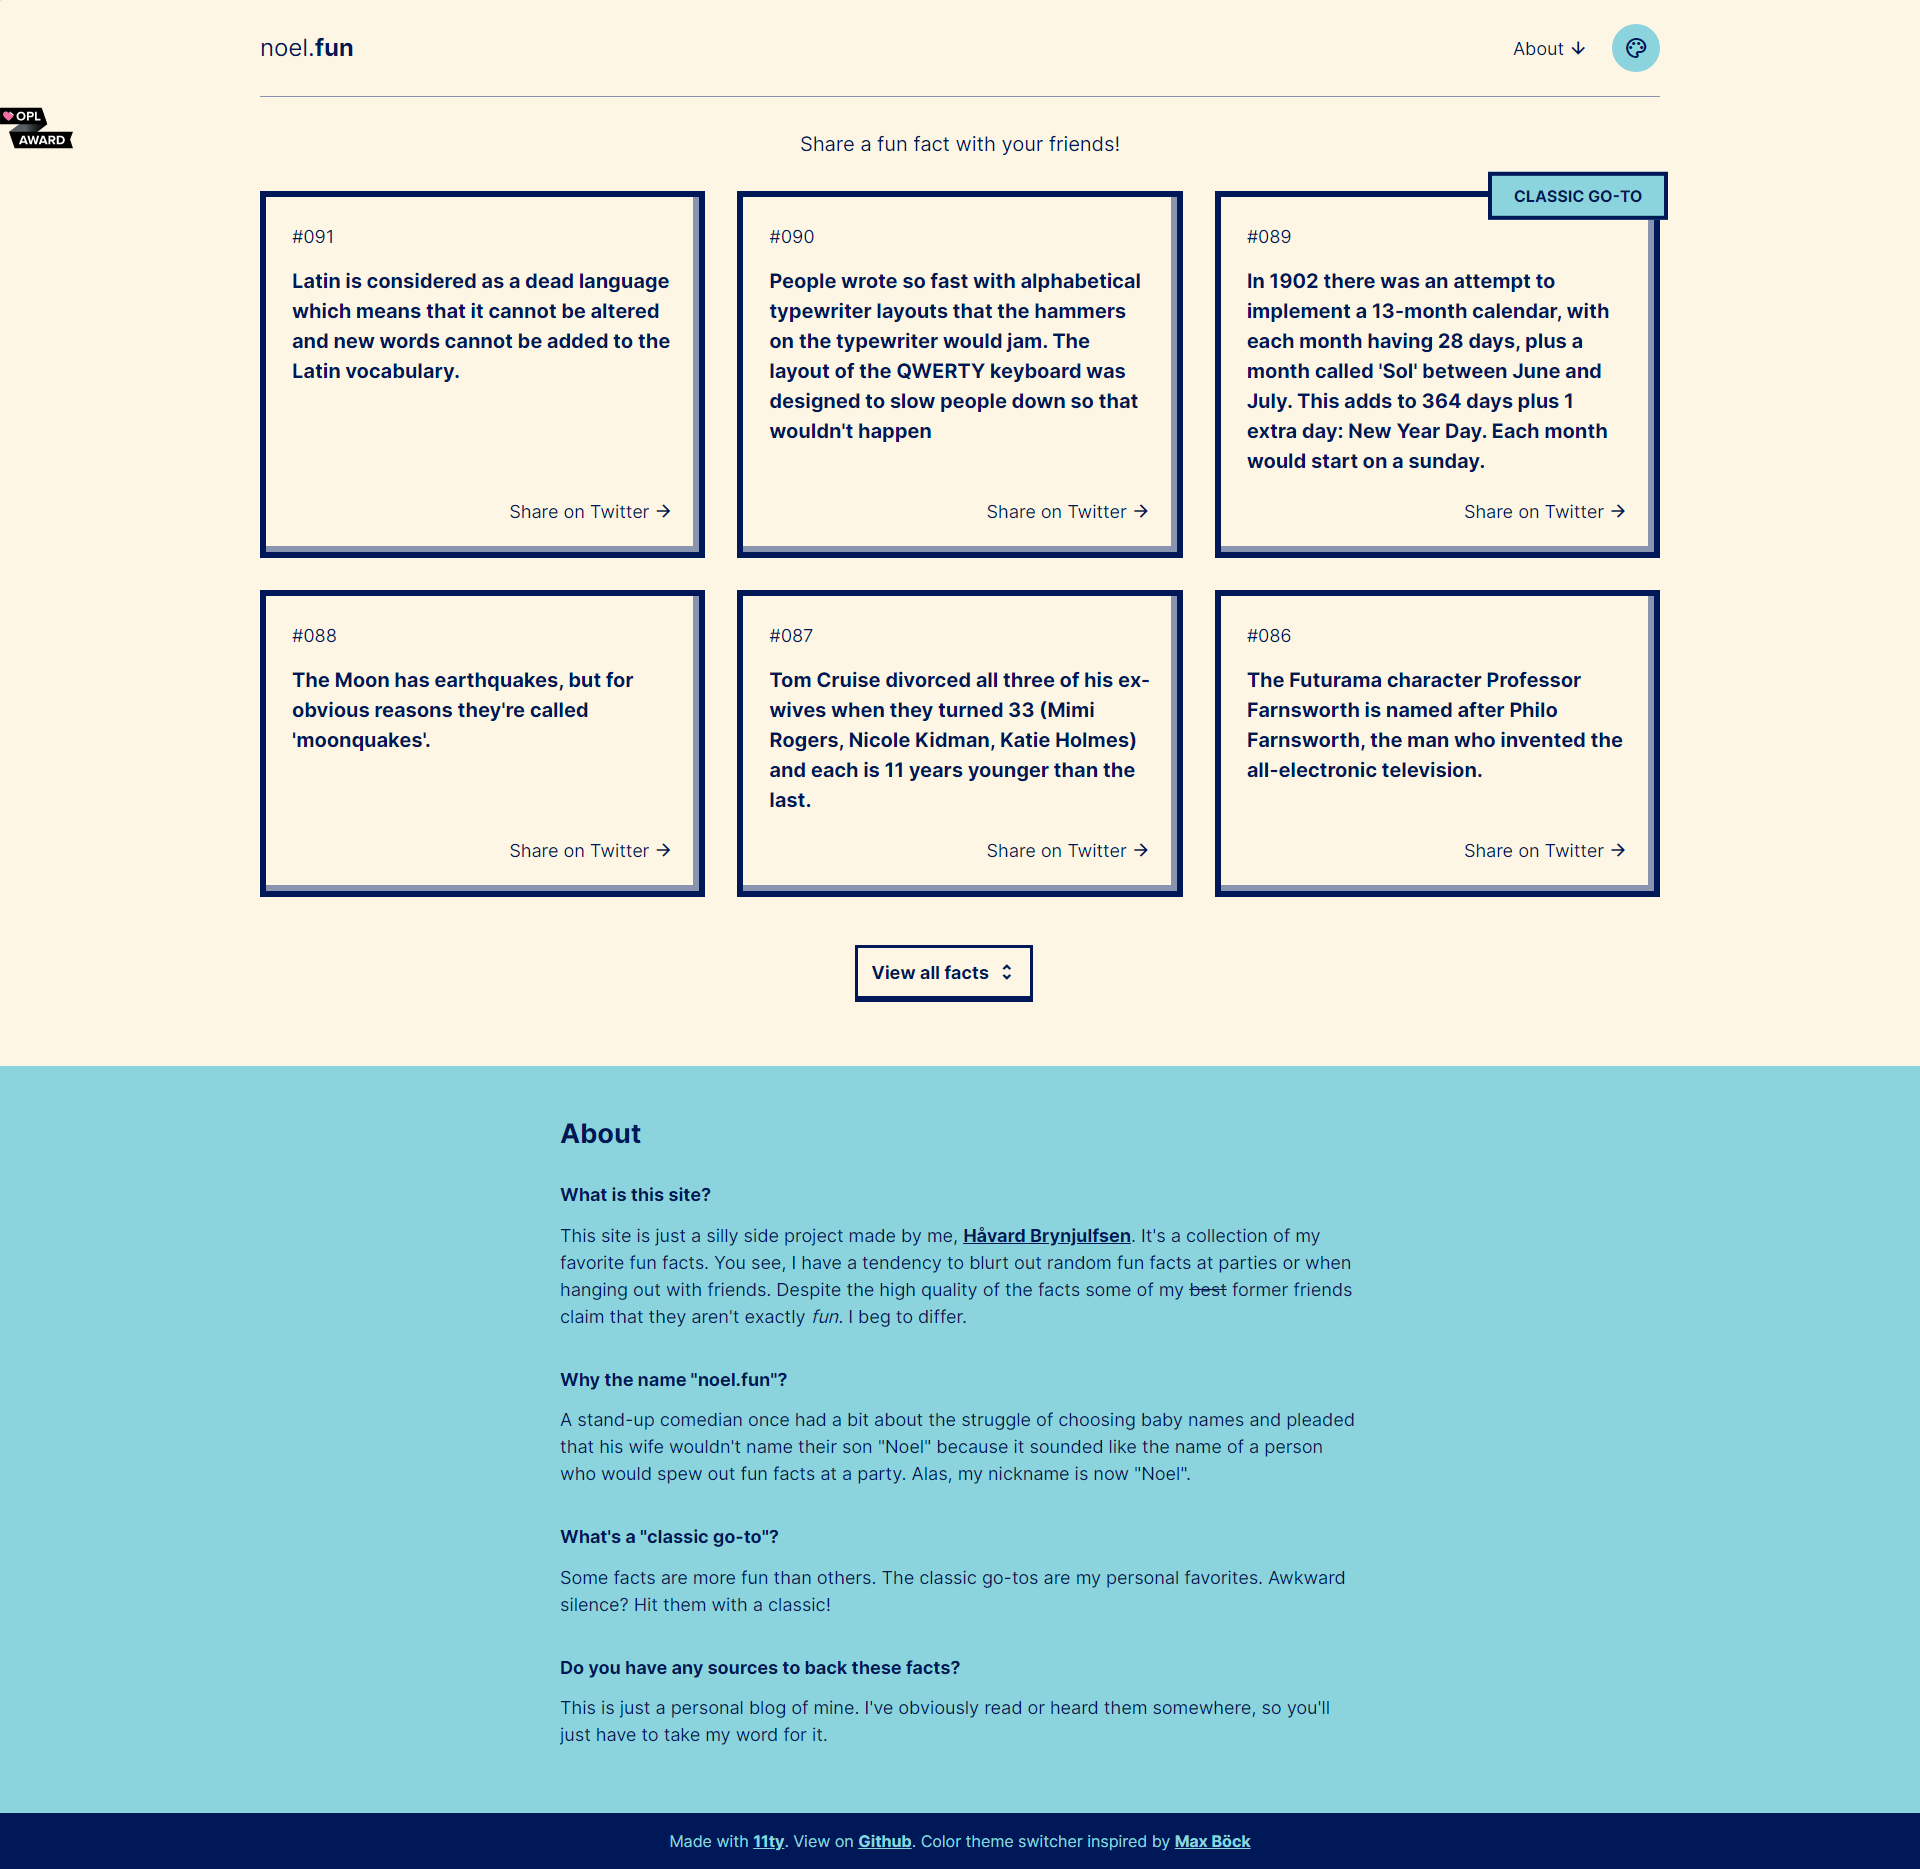 noel.fun
About
OPL
AWARD
Share a fun fact with your friends!
#091
Latin is considered as a dead language
which means that it cannot be altered
and new words cannot be added to the
Latin vocabulary.
Share on Twitter →
#090
People wrote so fast with alphabetical
typewriter layouts that the hammers
on the typewriter would jam. The
layout of the QWERTY keyboard was
designed to slow people down so that
wouldn't happen
Share on Twitter →
CLASSIC GO-TO
#089
In 1902 there was an attempt to
implement a 13-month calendar, with
each month having 28 days, plus a
month called 'Sol' between June and
July. This adds to 364 days plus 1
extra day: New Year Day. Each month
would start on a sunday.
Share on Twitter →
#088
The Moon has earthquakes, but for
obvious reasons they're called
'moonquakes'.
Share on Twitter →
#087
Tom Cruise divorced all three of his ex-
wives when they turned 33 (Mimi
Rogers, Nicole Kidman, Katie Holmes)
and each is 11 years younger than the
last.
Share on Twitter →
#086
The Futurama character Professor
Farnsworth is named after Philo
Farnsworth, the man who invented the
all-electronic television.
Share on Twitter →
View all facts
About
What is this site?
This site is just a silly side project made by me, Håvard Brynjulfsen. It's a collection of my
favorite fun facts. You see, I have a tendency to blurt out random fun facts at parties or when
hanging out with friends. Despite the high quality of the facts some of my best former friends
claim that they aren't exactly fun. I beg to differ.
Why the name "noel.fun"?
A stand-up comedian once had a bit about the struggle of choosing baby names and pleaded
that his wife wouldn't name their son "Noel" because it sounded like the name of a person
who would spew out fun facts at a party. Alas, my nickname is now "Noel".
What's a "classic go-to"?
Some facts are more fun than others. The classic go-tos are my personal favorites. Awkward
silence? Hit them with a classic!
Do you have any sources to back these facts?
This is just a personal blog of mine. I've obviously read or heard them somewhere, so you'll
just have to take my word for it.
Made with 11ty. View on Github. Color theme switcher inspired by Max Böck